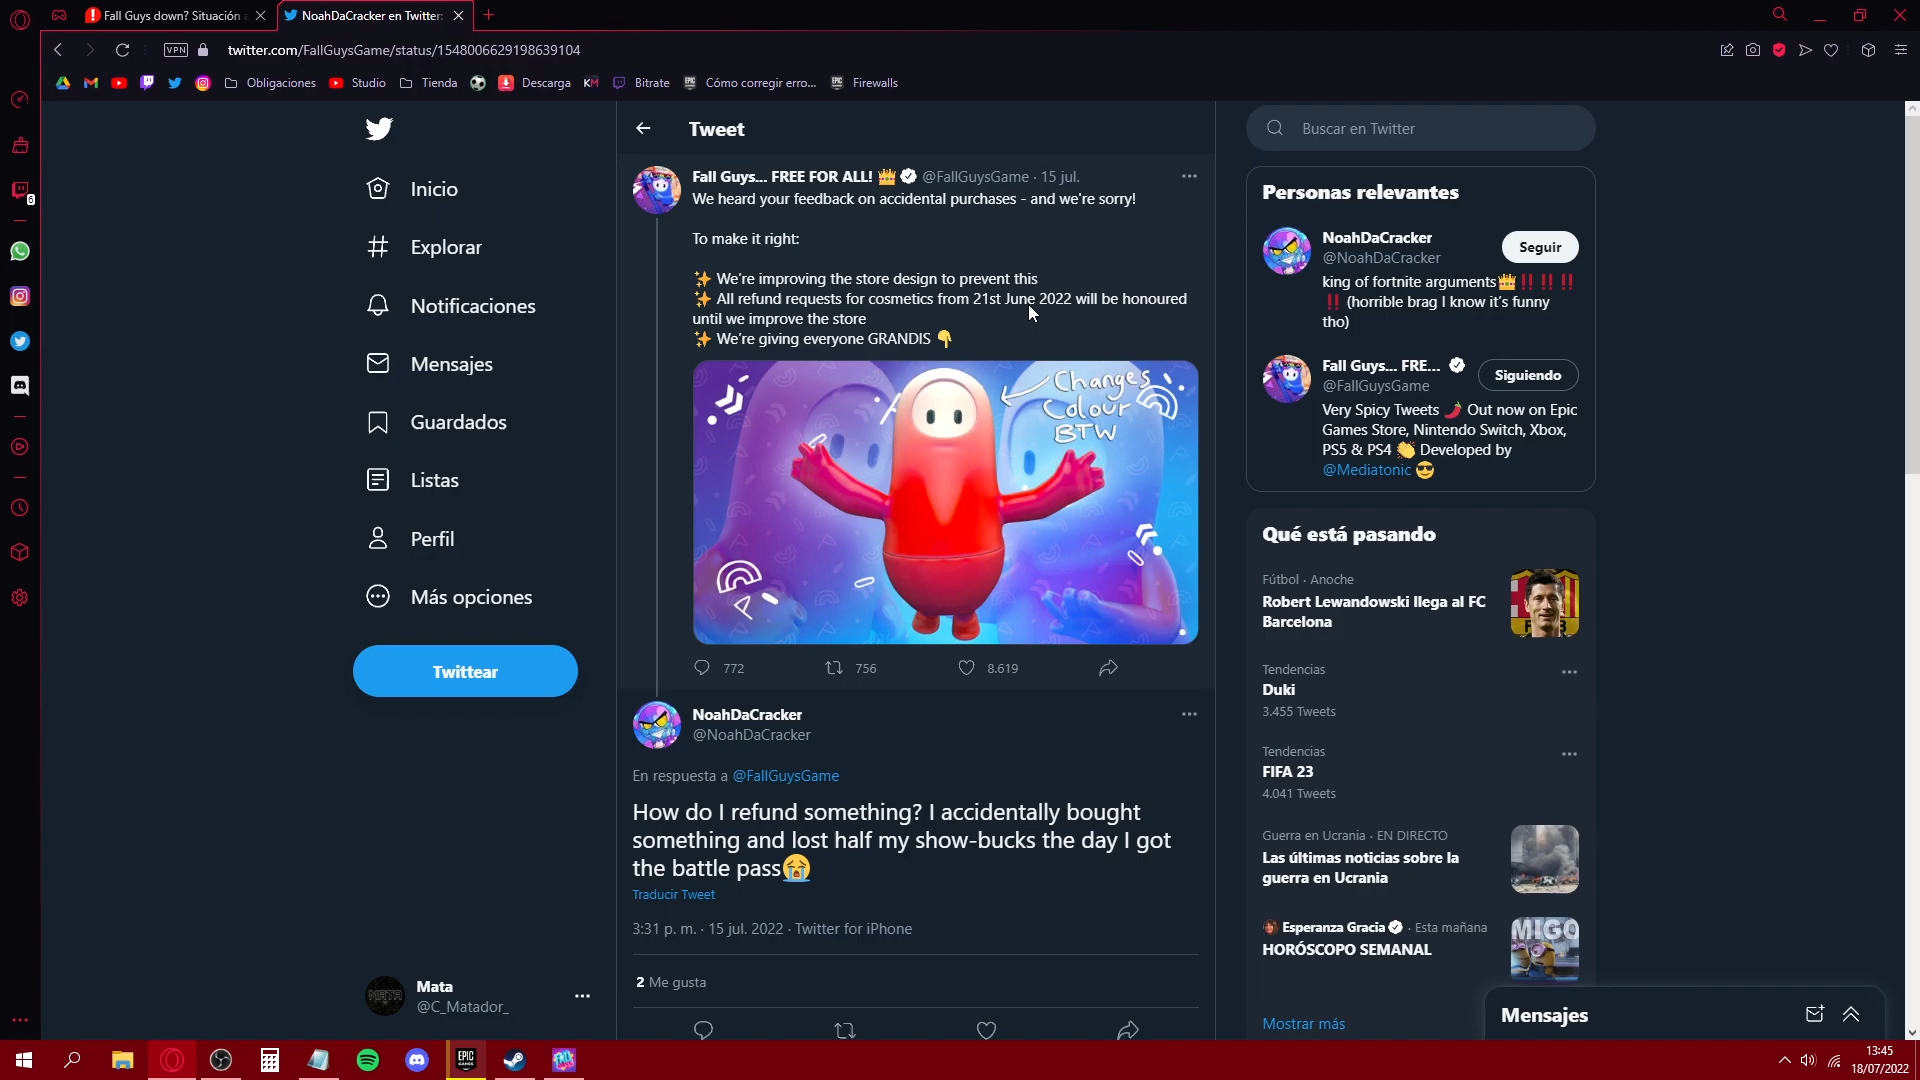 Fall Guys down? Situación a
NoahDaCracker en Twitter:
VPN
twitter.com/FallGuysGame/status/1548006629198639104
Obligaciones
Studio
Tienda
Descarga
KM
Bitrate
Cómo corregir erro...
Firewalls
6
Inicio
Explorar
Notificaciones
Mensajes
Guardados
Listas
Perfil
Más opciones
Twittear
Mata
@C_Matador_
Tweet
Fall Guys... FREE FOR ALL! 👑 @FallGuysGame · 15 jul.
We heard your feedback on accidental purchases - and we're sorry!
To make it right:
✨ We're improving the store design to prevent this
✨ All refund requests for cosmetics from 21st June 2022 will be honoured
until we improve the store
✨ We're giving everyone GRANDIS 👇
Changes
Colour
BTW
772
756
8.619
NoahDaCracker
@NoahDaCracker
En respuesta a @FallGuysGame
How do I refund something? I accidentally bought
something and lost half my show-bucks the day I got
the battle pass😭
Traducir Tweet
3:31 p. m. · 15 jul. 2022 · Twitter for iPhone
2 Me gusta
Buscar en Twitter
Personas relevantes
NoahDaCracker
@NoahDaCracker
Seguir
king of fortnite arguments👑‼️‼️‼️
‼️ (horrible brag I know it's funny
tho)
Fall Guys... FRE...
@FallGuysGame
Siguiendo
Very Spicy Tweets 🌶️ Out now on Epic
Games Store, Nintendo Switch, Xbox,
PS5 & PS4 👏 Developed by
@Mediatonic 😎
Qué está pasando
Fútbol · Anoche
Robert Lewandowski llega al FC
Barcelona
Tendencias
Duki
3.455 Tweets
Tendencias
FIFA 23
4.041 Tweets
Guerra en Ucrania · EN DIRECTO
Las últimas noticias sobre la
guerra en Ucrania
Esperanza Gracia · Esta mañana
HORÓSCOPO SEMANAL
MIGO
Mostrar más
Mensajes
EPIC
GAMES
13:45
18/07/2022